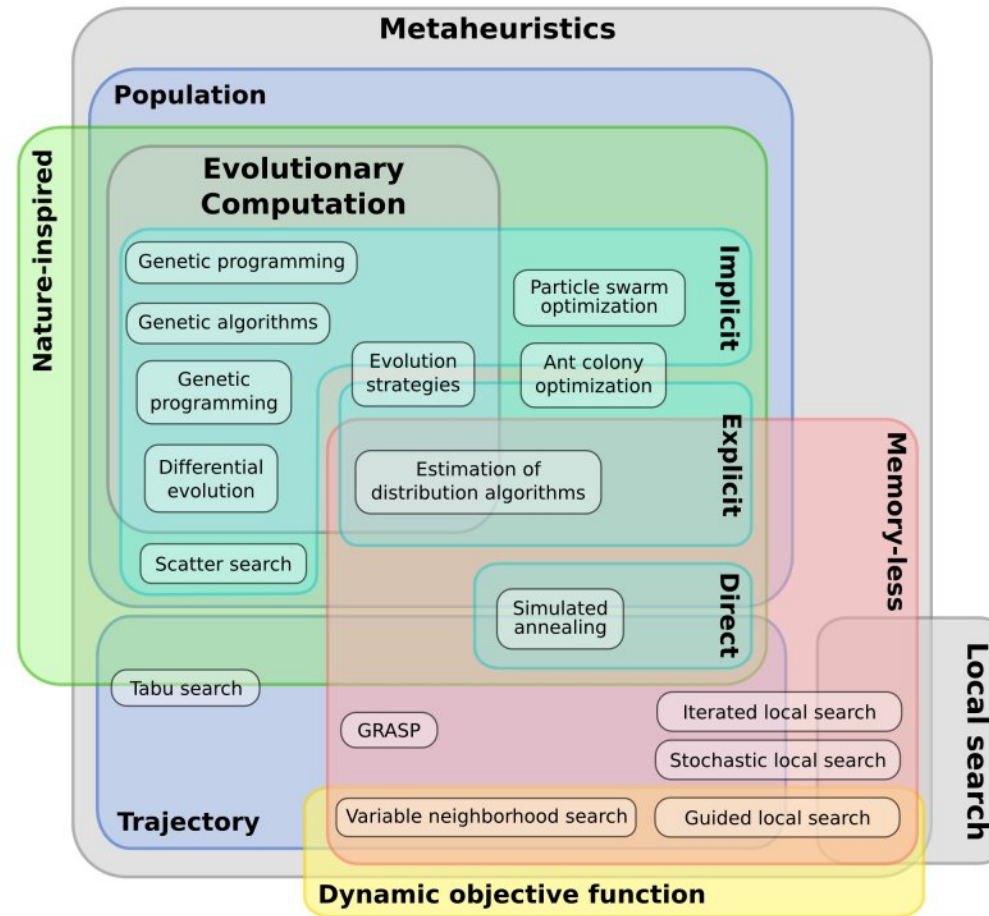 Metaheuristics
Population
Nature-inspired
Evolutionary
Computation
Implicit
Genetic programming
Particle swarm
optimization
Genetic algorithms
Evolution
strategies
Ant colony
optimization
Genetic
programming
Explicit
Memory-less
Differential
evolution
Estimation of
distribution algorithms
Scatter search
Direct
Simulated
annealing
Local search
Tabu search
Iterated local search
GRASP
Stochastic local search
Trajectory
Variable neighborhood search
Guided local search
Dynamic objective function